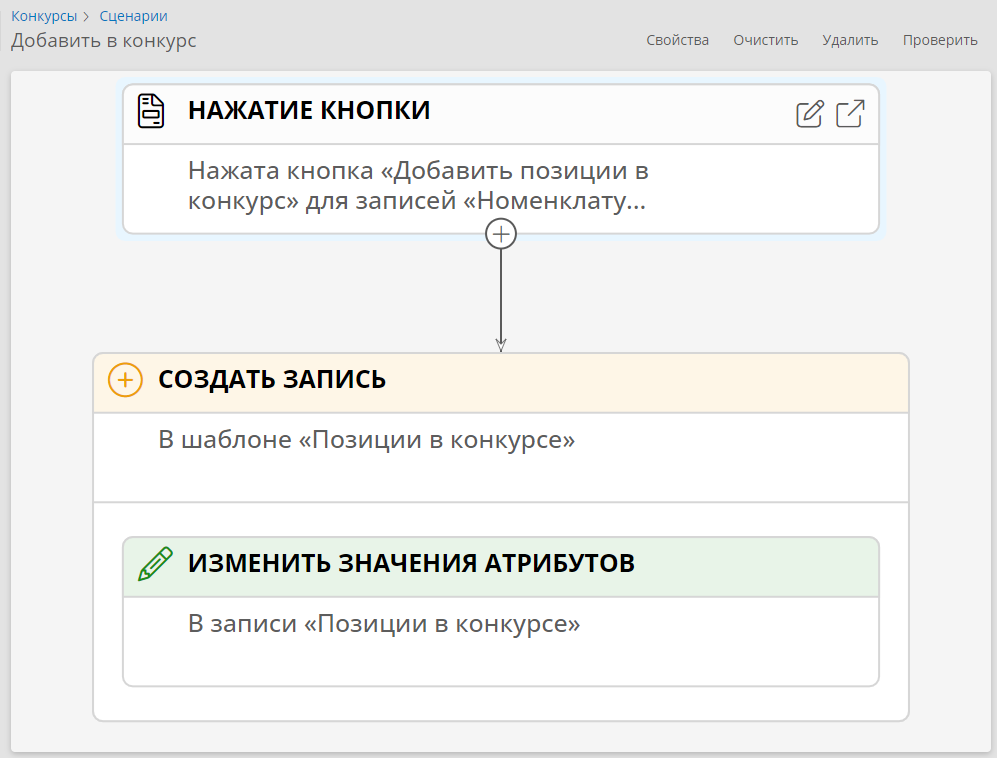 Конкурсы > Сценарии
Добавить в конкурс
Свойства Очистить Удалить Проверить
НАЖАТИЕ КНОПКИ
Нажата кнопка «Добавить позиции в
конкурс» для записей «Номенклату...
СОЗДАТЬ ЗАПИСЬ
В шаблоне «Позиции в конкурсе»
ИЗМЕНИТЬ ЗНАЧЕНИЯ АТРИБУТОВ
В записи «Позиции в конкурсе»